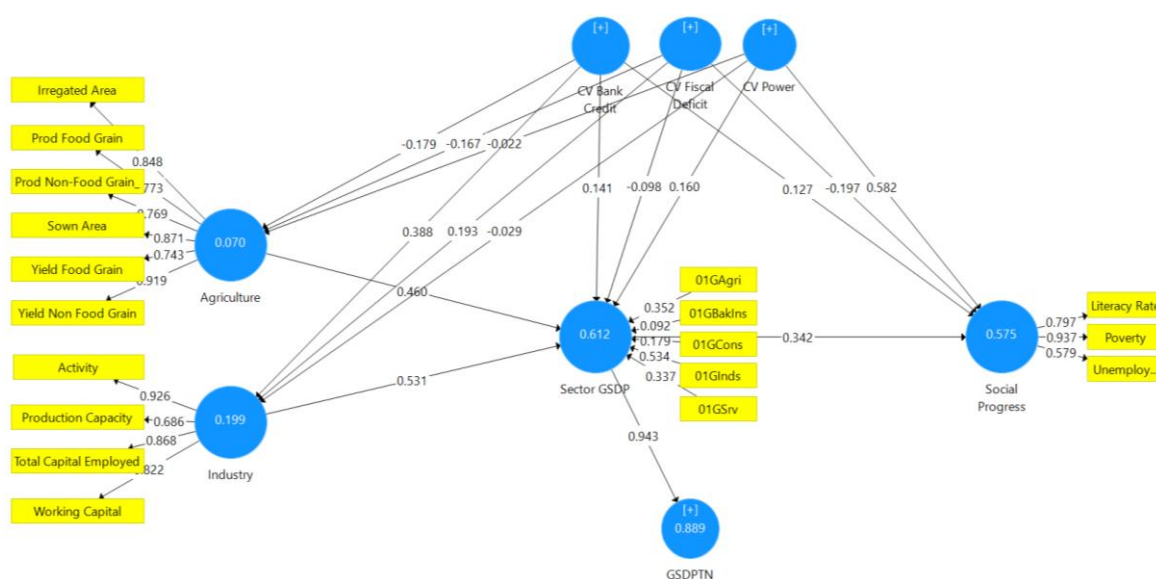 [+]
[+]
[+]
CV Bank
Credit
CV Fiscal
Deficit
CV Power
Irregated Area
Prod Food Grain
Prod Non-Food Grain_
Sown Area
Yield Food Grain
Yield Non Food Grain
0.848
0.773
0.769
0.871
0.743
0.919
0.070
Agriculture
-0.179
-0.167
-0.022
0.141
-0.098
0.160
0.127
-0.197
0.582
0.388
0.193
-0.029
0.460
0.531
0.612
Sector GSDP
01GAgri
01GBakIns
01GCons
01GInds
01GSrv
0.352
0.092
0.179
0.534
0.337
0.342
0.575
Social
Progress
0.797
0.937
0.579
Literacy Rate
Poverty
Unemploy...
Activity
Production Capacity
Total Capital Employed
Working Capital
0.926
0.686
0.868
0.822
0.199
Industry
0.943
[+]
0.889
GSDPTN